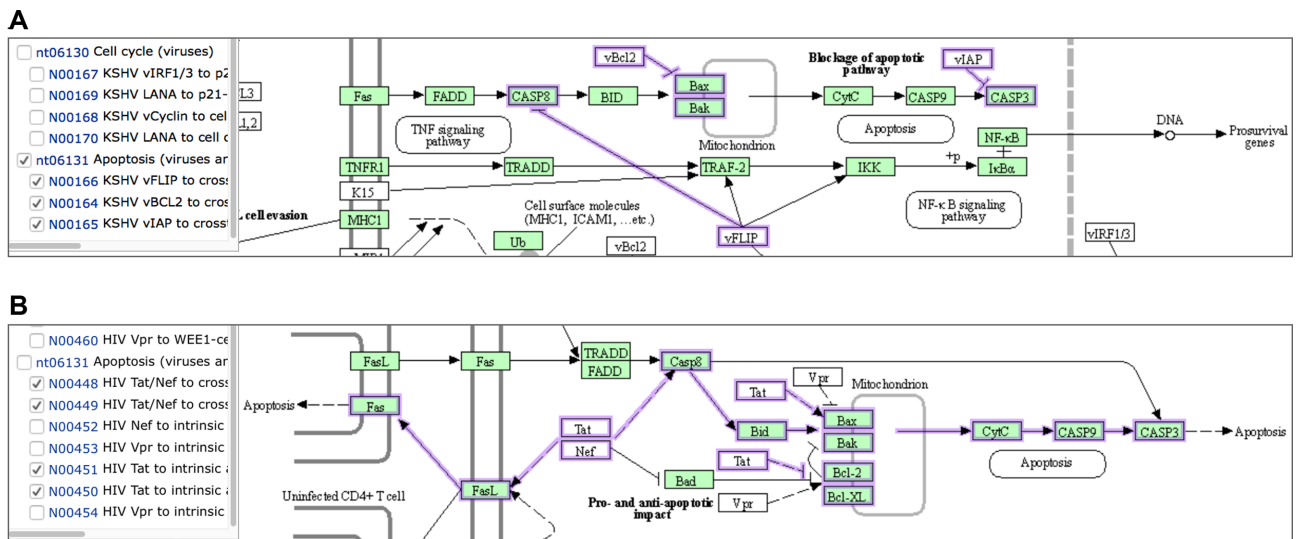 A
nt06130 Cell cycle (viruses)
N00167 KSHV vIRF1/3 to p2
N00169 KSHV LANA to p21-
N00168 KSHV vCyclin to cel
N00170 KSHV LANA to cell c
nt06131 Apoptosis (viruses ar
N00166 KSHV vFLIP to cross
N00164 KSHV vBCL2 to cross
N00165 KSHV vIAP to crosst
vBcl2
Blockage of apoptotic
pathway
vIAP
Fas
FADD
CASP8
BID
Bax
Bak
CytC
CASP9
CASP3
TNF signaling
pathway
Apoptosis
Mitochondrion
NF-κB
DNA
Prosurvival
genes
TNFR1
TRADD
TRAF-2
IKK
+p
IκBα
K15
L cell evasion
MHC1
Cell surface molecules
(MHC1, ICAM1, ...etc.)
NF-κ B signaling
pathway
Ub
vBcl2
vFLIP
vIRF1/3
B
N00460 HIV Vpr to WEE1-ce
nt06131 Apoptosis (viruses ar
N00448 HIV Tat/Nef to cross
N00449 HIV Tat/Nef to cross
N00452 HIV Nef to intrinsic
N00453 HIV Vpr to intrinsic
N00451 HIV Tat to intrinsic a
N00450 HIV Tat to intrinsic a
N00454 HIV Vpr to intrinsic
FasL
Fas
TRADD
FADD
Casp8
Vpr
Mitochondrion
Tat
Apoptosis
Fas
Tat
Nef
Bid
Bax
Bak
CytC
CASP9
CASP3
Apoptosis
Tat
Bcl-2
Bcl-XL
Apoptosis
FasL
Bad
Uninfected CD4+ T cell
Pro- and anti-apoptotic
impact
Vpr